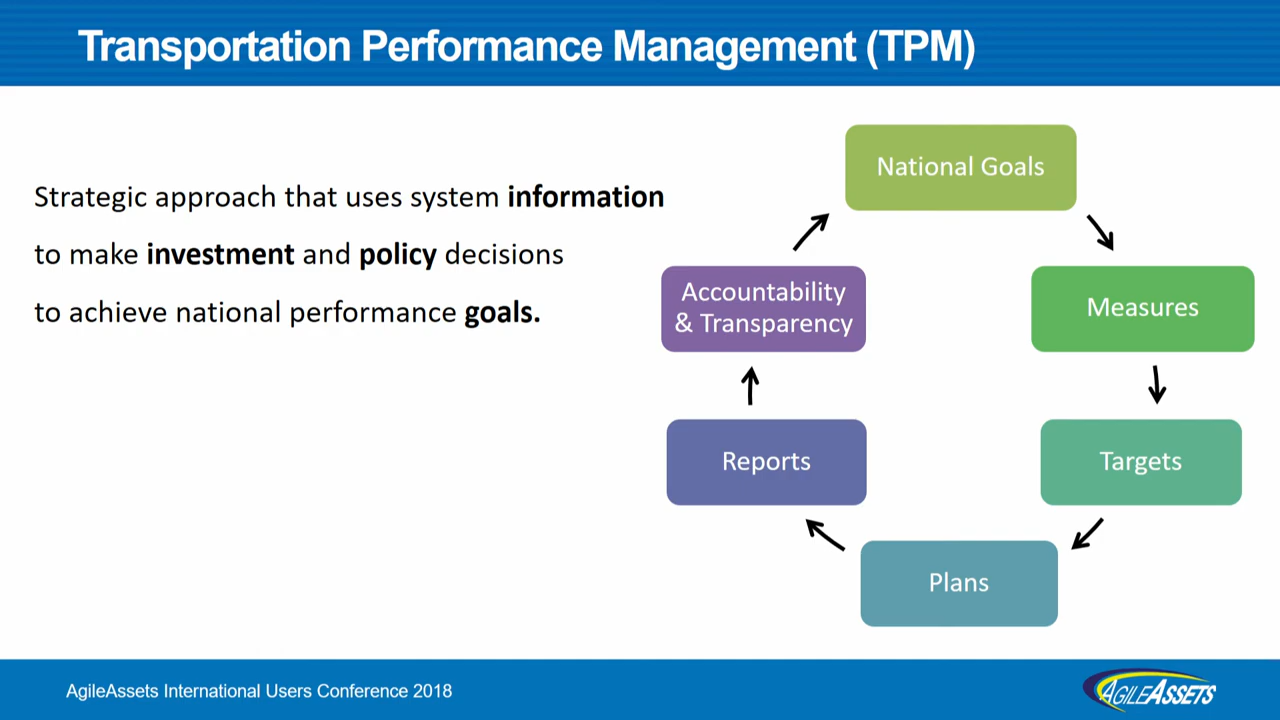 Transportation Performance Management (TPM)
Strategic approach that uses system information
to make investment and policy decisions
to achieve national performance goals.
National Goals
Measures
Targets
Plans
Reports
Accountability
& Transparency
AgileAssets International Users Conference 2018
AGILEASSETS